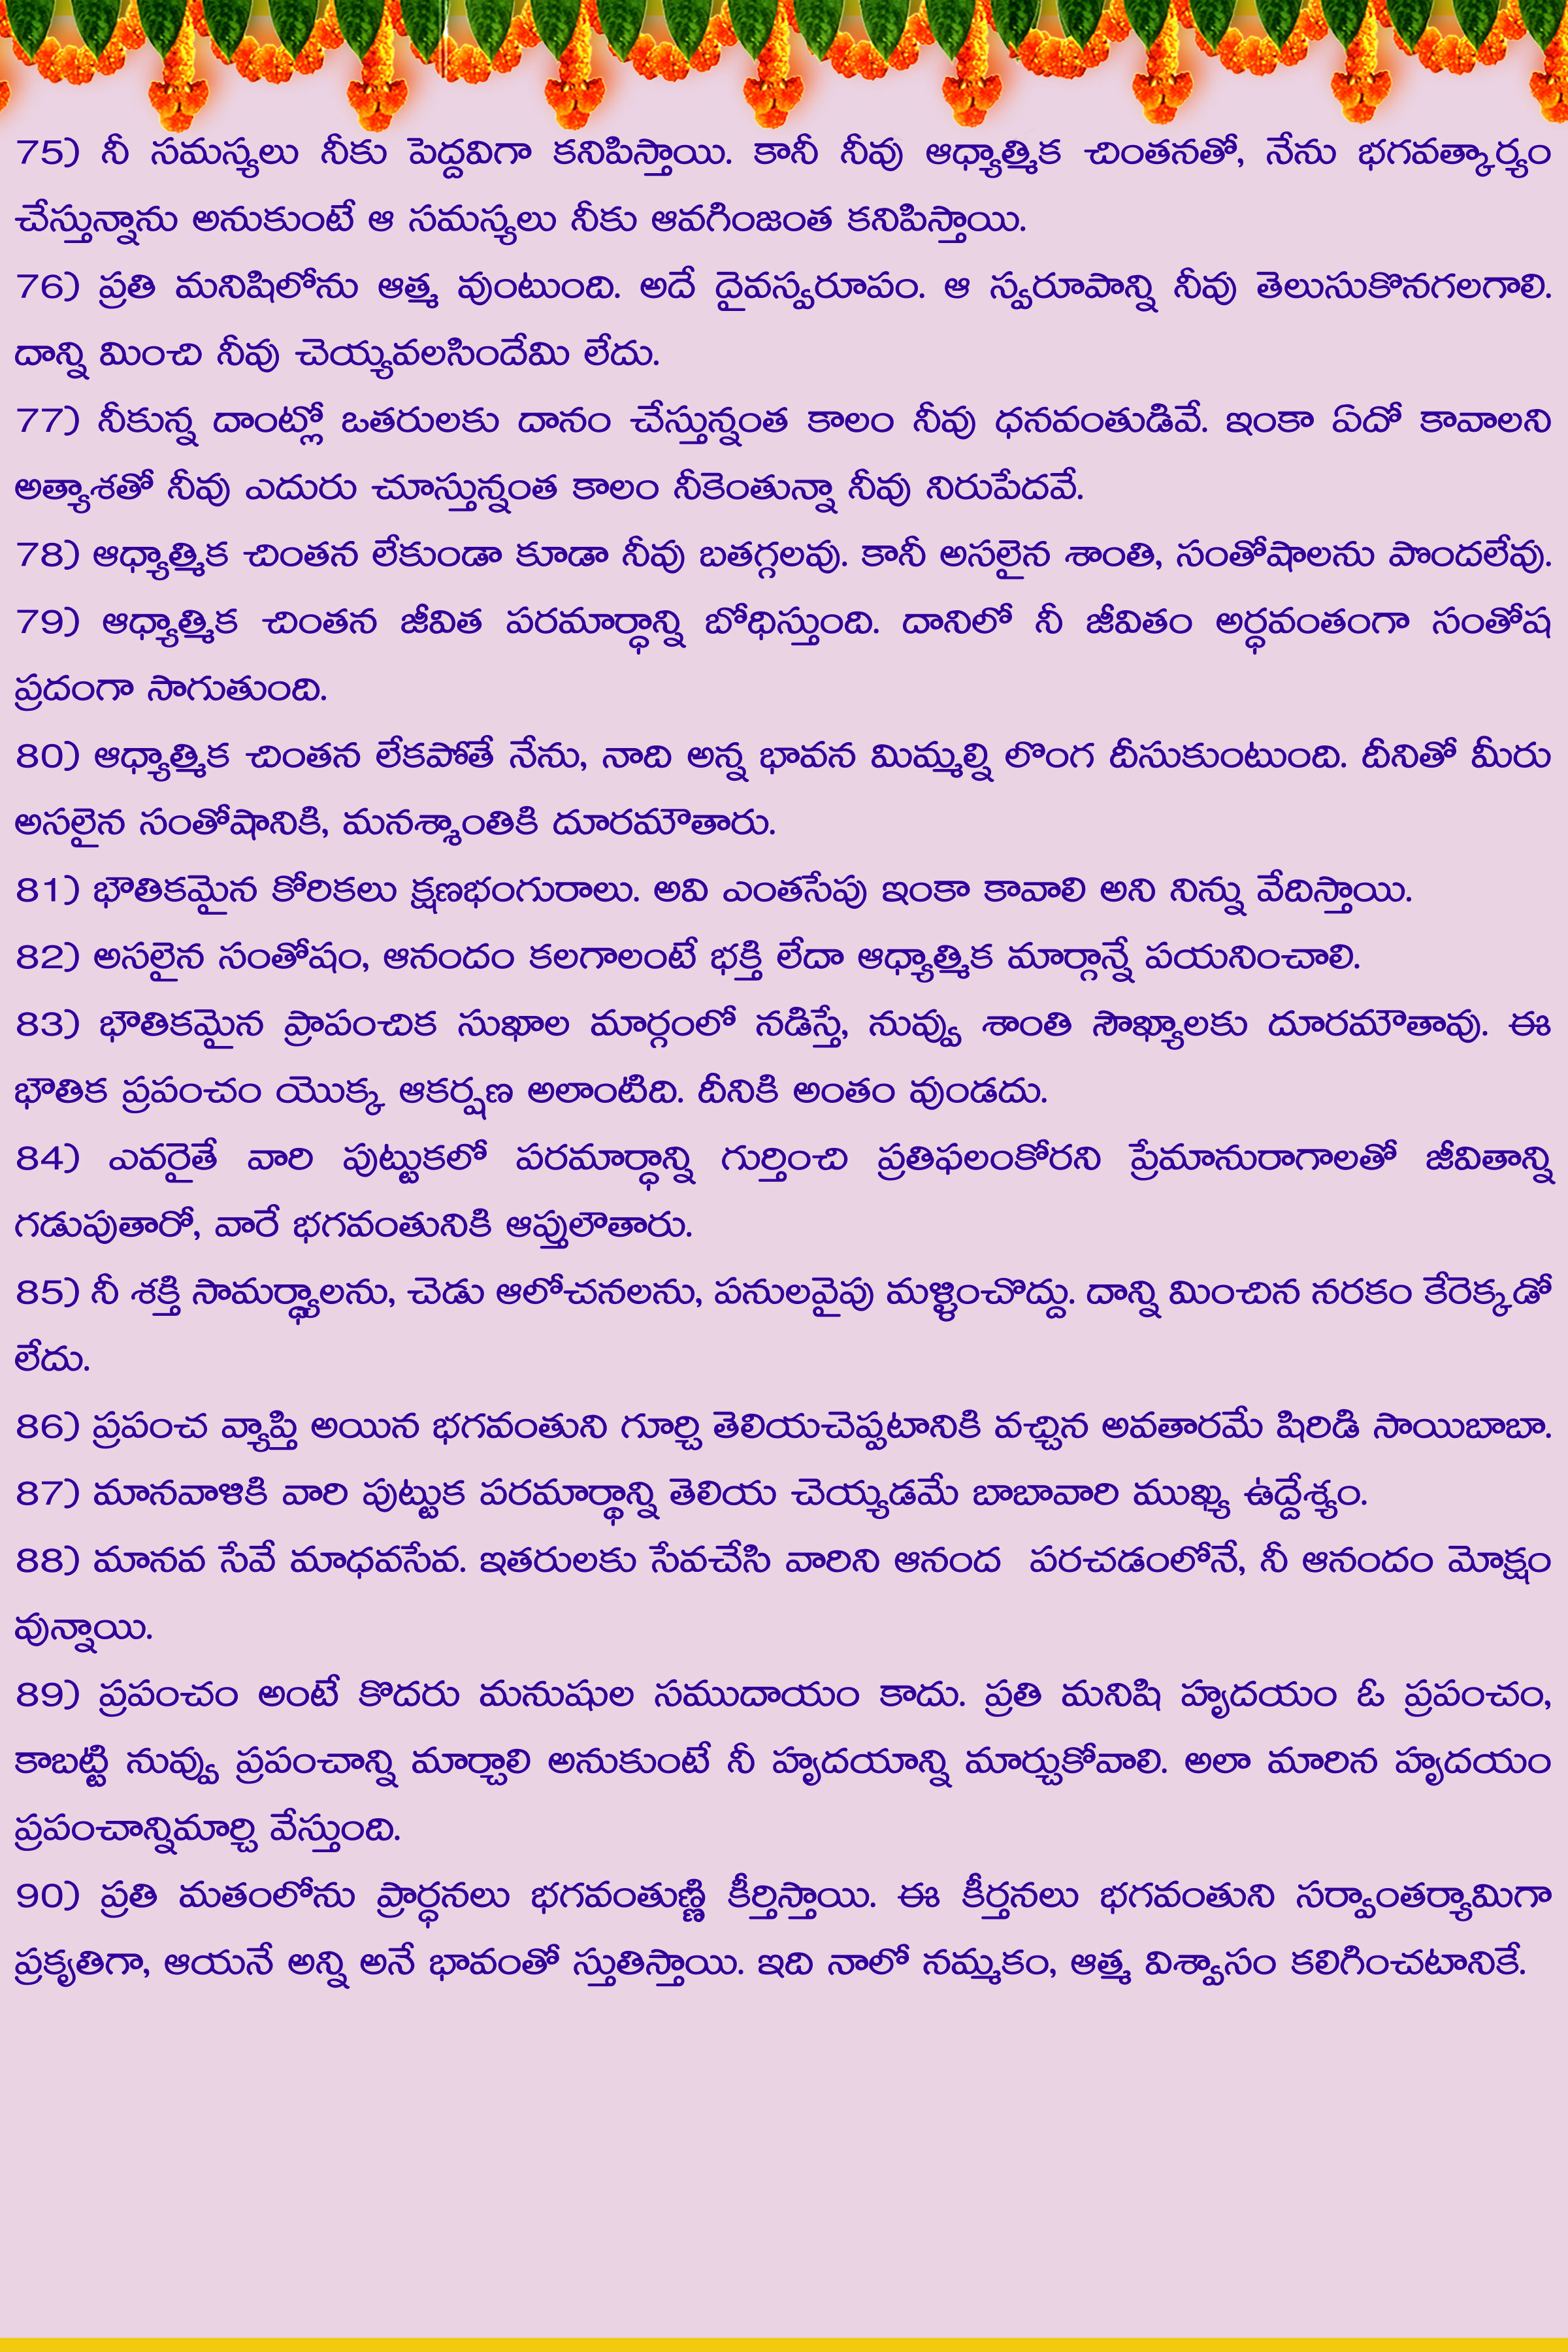 75) నీ సమస్యలు నీకు పెద్దవిగా కనిపిస్తాయి. కానీ నీవు ఆధ్యాత్మిక చింతనతో, నేను భగవత్కార్యం
చేస్తున్నాను అనుకుంటే ఆ సమస్యలు నీకు ఆవగింజంత కనిపిస్తాయి.
76) ప్రతి మనిషిలోను ఆత్మ వుంటుంది. అదే దైవస్వరూపం. ఆ స్వరూపాన్ని నీవు తెలుసుకొనగలగాలి.
దాన్ని మించి నీవు చెయ్యవలసిందేమి లేదు.
77) నీకున్న దాంట్లో ఒతరులకు దానం చేస్తున్నంత కాలం నీవు ధనవంతుడివే. ఇంకా ఏదో కావాలని
అత్యాశతో నీవు ఎదురు చూస్తున్నంత కాలం నీకెంతున్నా నీవు నిరుపేదవే.
78) ఆధ్యాత్మిక చింతన లేకుండా కూడా నీవు బతగ్గలవు. కానీ అసలైన శాంతి, సంతోషాలను పొందలేవు.
79) ఆధ్యాత్మిక చింతన జీవిత పరమార్ధాన్ని బోధిస్తుంది. దానిలో నీ జీవితం అర్ధవంతంగా సంతోష
ప్రదంగా సాగుతుంది.
80) ఆధ్యాత్మిక చింతన లేకపోతే నేను, నాది అన్న భావన మిమ్మల్ని లొంగ దీసుకుంటుంది. దీనితో మీరు
అసలైన సంతోషానికి, మనశ్శాంతికి దూరమౌతారు.
81) భౌతికమైన కోరికలు క్షణభంగురాలు. అవి ఎంతసేపు ఇంకా కావాలి అని నిన్ను వేదిస్తాయి.
82) అసలైన సంతోషం, ఆనందం కలగాలంటే భక్తి లేదా ఆధ్యాత్మిక మార్గాన్నే పయనించాలి.
83) భౌతికమైన ప్రాపంచిక సుఖాల మార్గంలో నడిస్తే, నువ్వు శాంతి సౌఖ్యాలకు దూరమౌతావు. ఈ
భౌతిక ప్రపంచం యొక్క ఆకర్షణ అలాంటిది. దీనికి అంతం వుండదు.
84) ఎవరైతే వారి పుట్టుకలో పరమార్ధాన్ని గుర్తించి ప్రతిఫలంకోరని ప్రేమానురాగాలతో జీవితాన్ని
గడుపుతారో, వారే భగవంతునికి ఆప్తులౌతారు.
85) నీ శక్తి సామర్థ్యాలను, చెడు ఆలోచనలను, పనులవైపు మళ్ళించొద్దు. దాన్ని మించిన నరకం కేరెక్కడో
లేదు.
86) ప్రపంచ వ్యాప్తి అయిన భగవంతుని గూర్చి తెలియచెప్పటానికి వచ్చిన అవతారమే షిరిడి సాయిబాబా.
87) మానవాళికి వారి పుట్టుక పరమార్థాన్ని తెలియ చెయ్యడమే బాబావారి ముఖ్య ఉద్దేశ్యం.
88) మానవ సేవే మాధవసేవ. ఇతరులకు సేవచేసి వారిని ఆనంద పరచడంలోనే, నీ ఆనందం మోక్షం
వున్నాయి.
89) ప్రపంచం అంటే కొదరు మనుషుల సముదాయం కాదు. ప్రతి మనిషి హృదయం ఓ ప్రపంచం,
కాబట్టి నువ్వు ప్రపంచాన్ని మార్చాలి అనుకుంటే నీ హృదయాన్ని మార్చుకోవాలి. అలా మారిన హృదయం
ప్రపంచాన్నిమార్చి వేస్తుంది.
90) ప్రతి మతంలోను ప్రార్ధనలు భగవంతుణ్ణి కీర్తిస్తాయి. ఈ కీర్తనలు భగవంతుని సర్వాంతర్యామిగా
ప్రకృతిగా, ఆయనే అన్ని అనే భావంతో స్తుతిస్తాయి. ఇది నాలో నమ్మకం, ఆత్మ విశ్వాసం కలిగించటానికే.